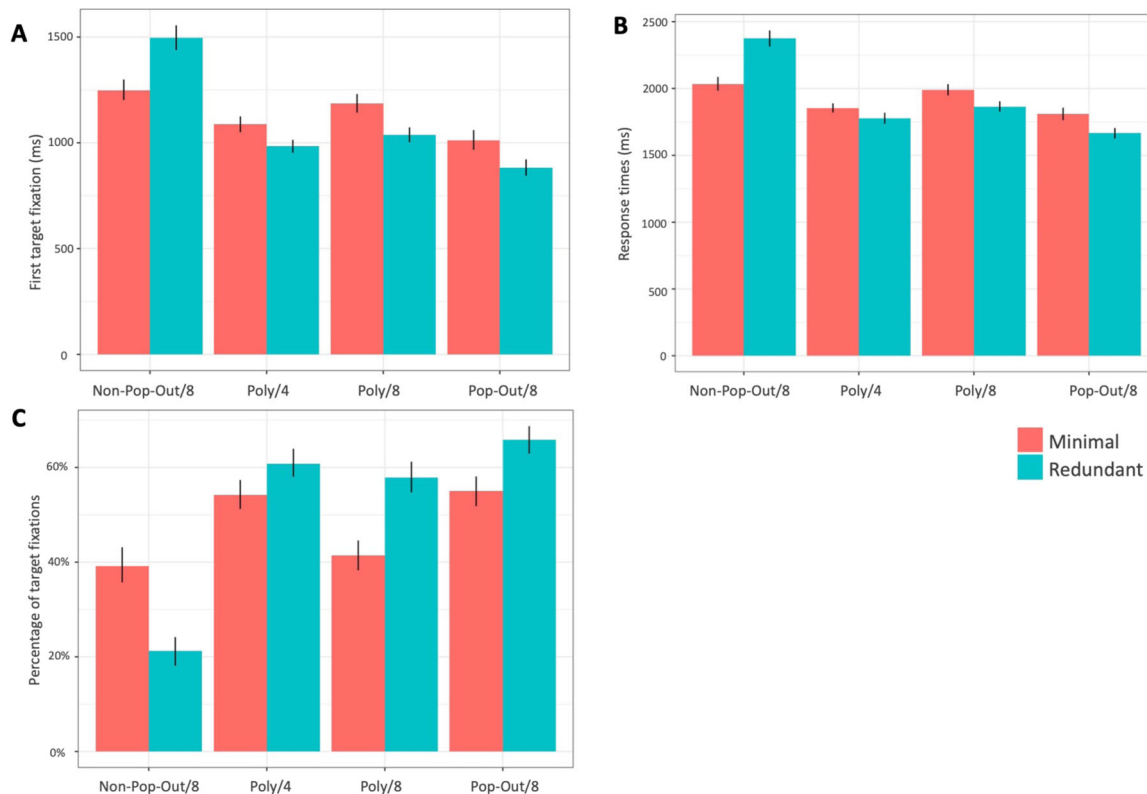 A
First target fixation (ms)
1500
1000
500
0
Non-Pop-Out/8 Poly/4 Poly/8 Pop-Out/8
B
Response times (ms)
2500
2000
1500
1000
500
0
Non-Pop-Out/8 Poly/4 Poly/8 Pop-Out/8
C
Percentage of target fixations
60%
40%
20%
0%
Non-Pop-Out/8 Poly/4 Poly/8 Pop-Out/8
Minimal
Redundant